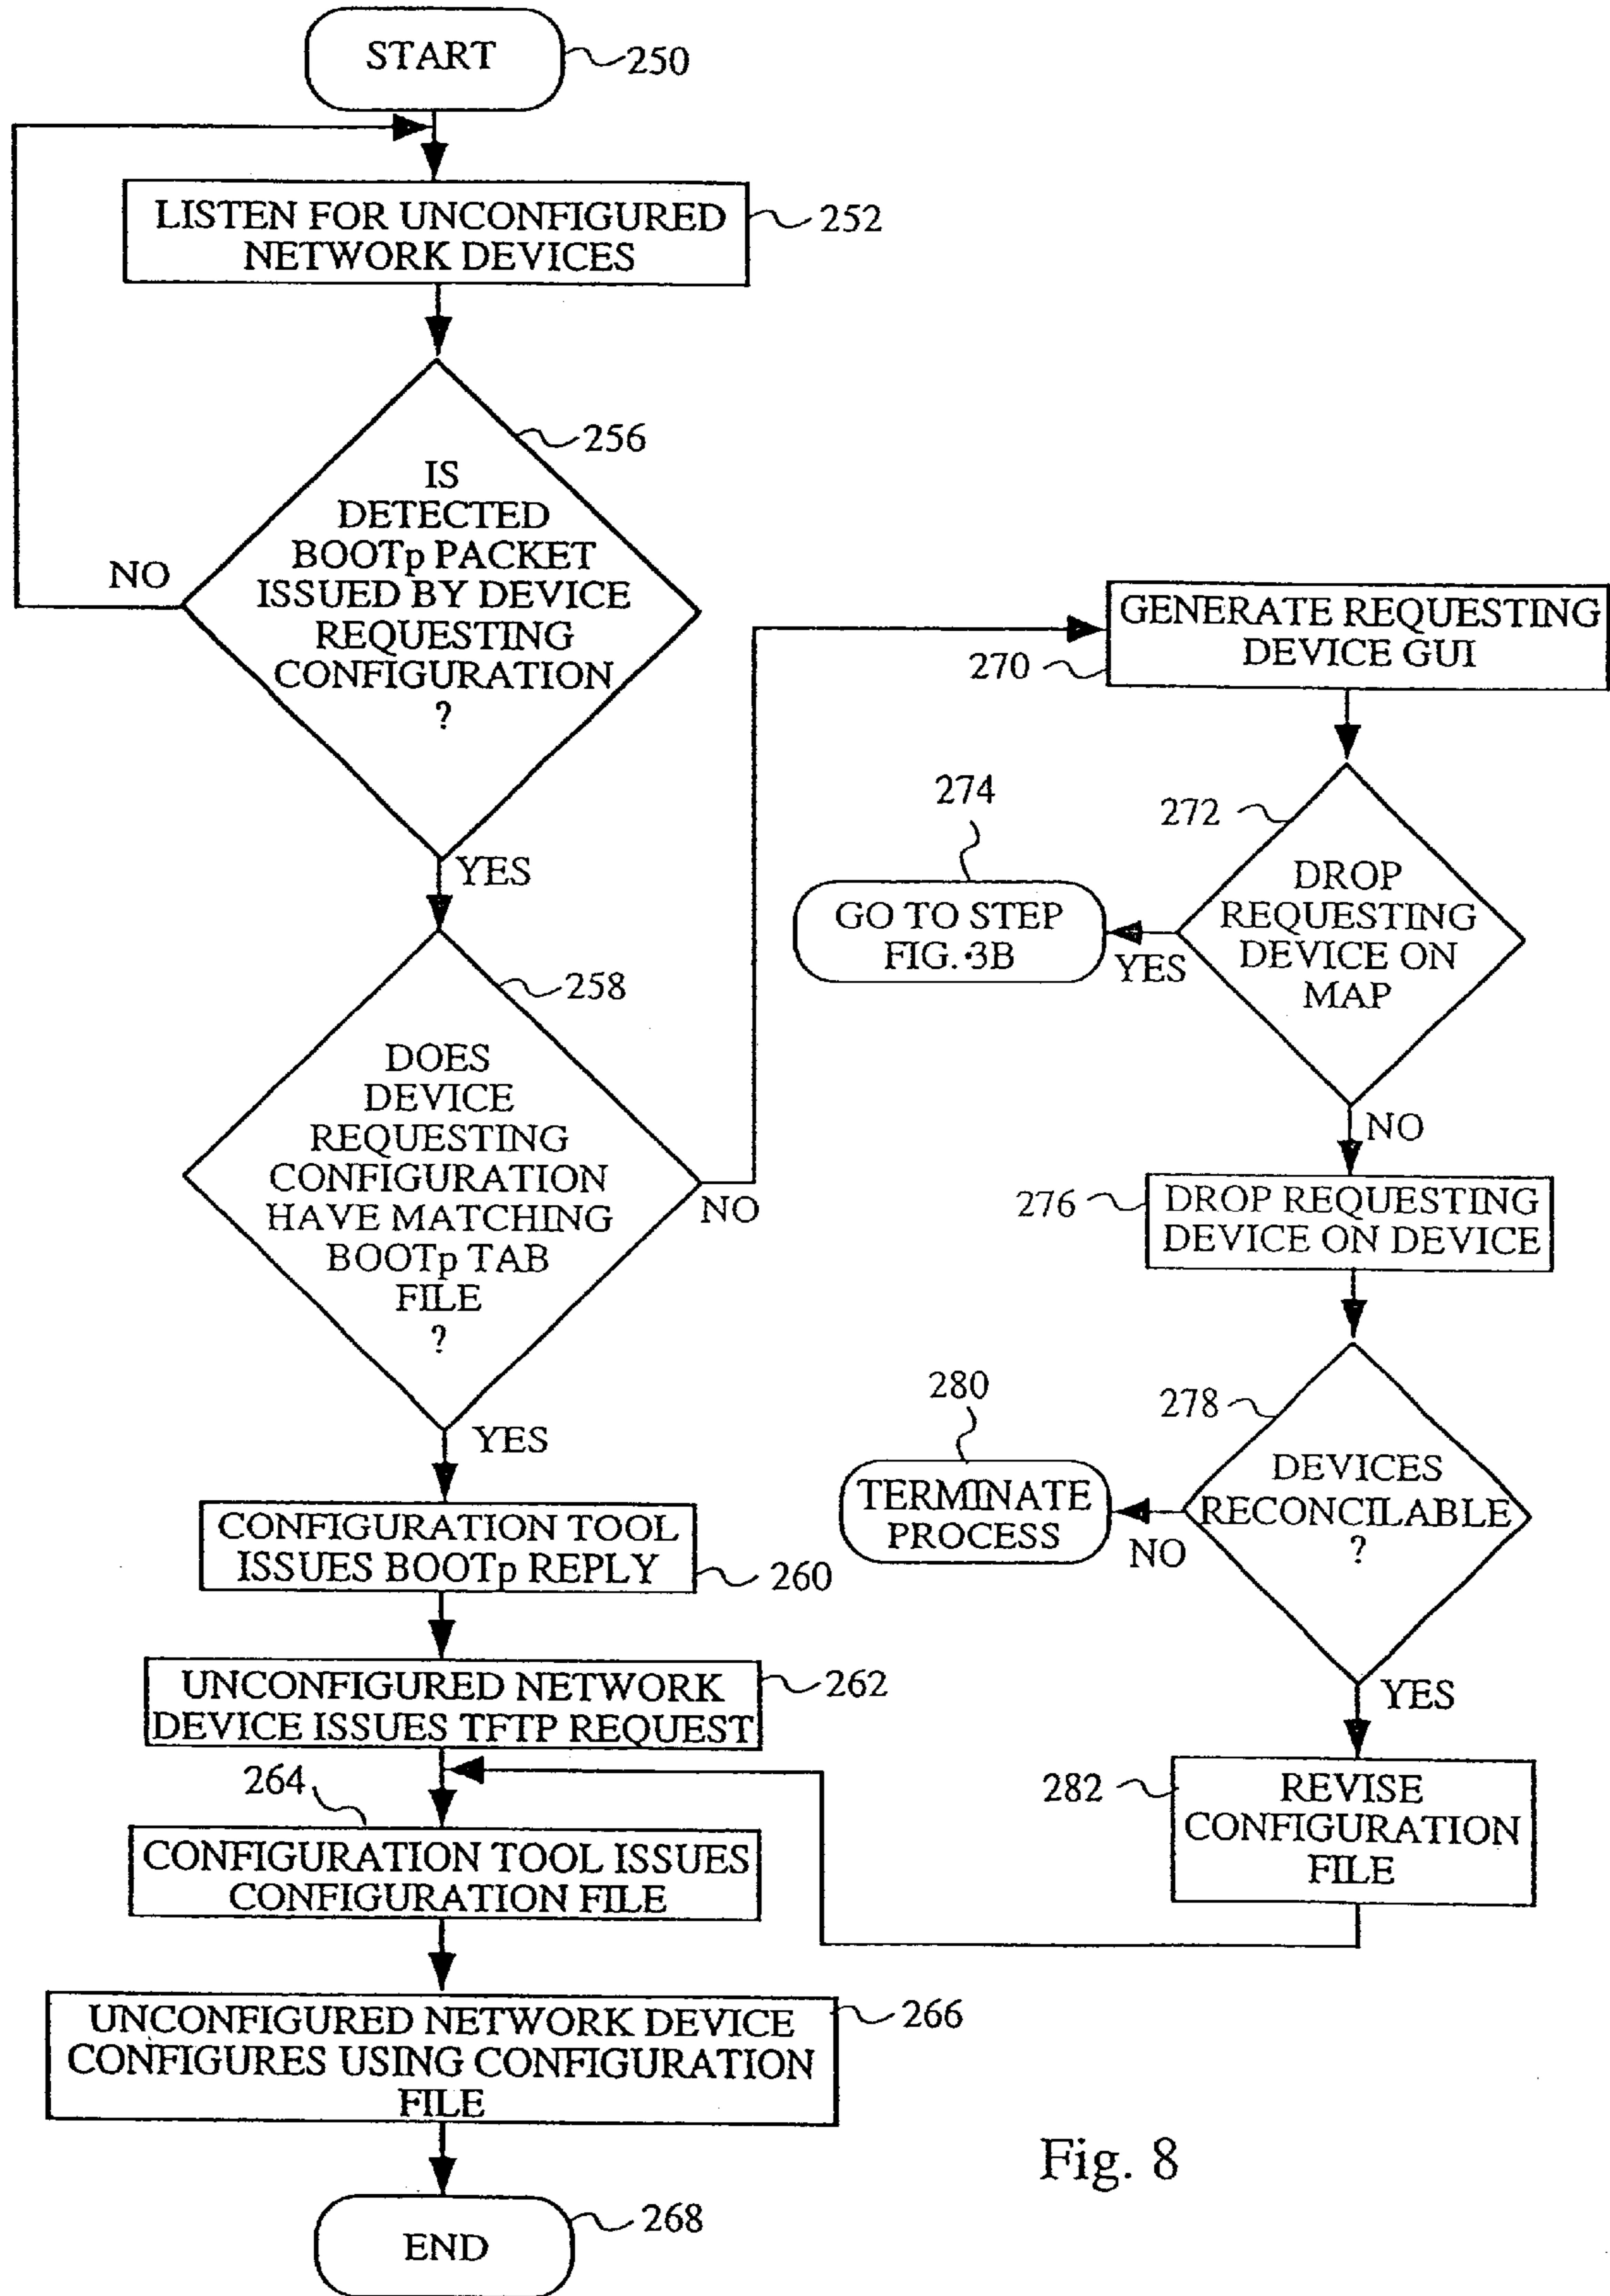 START
250
LISTEN FOR UNCONFIGURED
NETWORK DEVICES
252
256
IS
DETECTED
BOOTp PACKET
ISSUED BY DEVICE
REQUESTING
CONFIGURATION
?
NO
YES
258
DOES
DEVICE
REQUESTING
CONFIGURATION
HAVE MATCHING
BOOTp TAB
FILE
?
NO
YES
CONFIGURATION TOOL
ISSUES BOOTp REPLY
260
UNCONFIGURED NETWORK
DEVICE ISSUES TFTP REQUEST
262
264
CONFIGURATION TOOL ISSUES
CONFIGURATION FILE
UNCONFIGURED NETWORK DEVICE
CONFIGURES USING CONFIGURATION
FILE
266
END
268
GENERATE REQUESTING
DEVICE GUI
270
272
DROP
REQUESTING
DEVICE ON
MAP
YES
274
GO TO STEP
FIG. 3B
NO
276
DROP REQUESTING
DEVICE ON DEVICE
278
DEVICES
RECONCILABLE
?
NO
280
TERMINATE
PROCESS
YES
282
REVISE
CONFIGURATION
FILE
Fig. 8